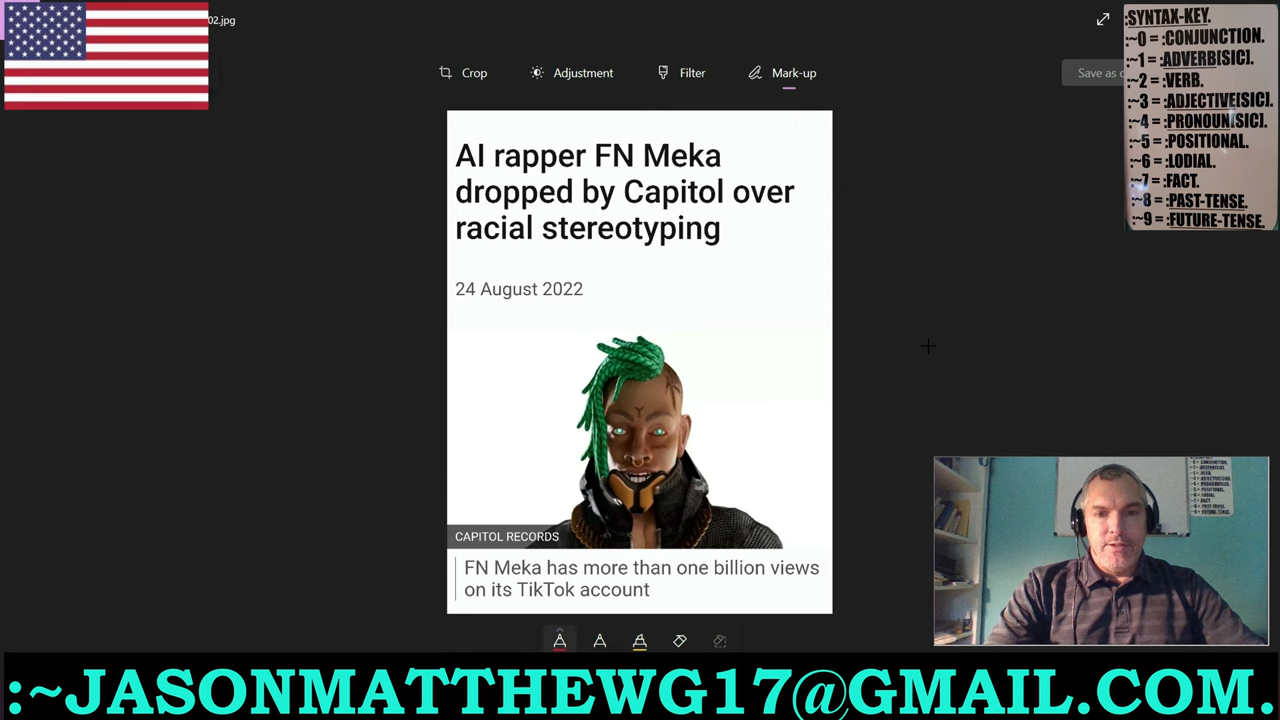 02.jpg
Crop
Adjustment
Filter
Mark-up
:SYNTAX-KEY.
:~0 = :CONJUNCTION.
:~1 = :ADVERB[SIC].
:~2 = :VERB.
:~3 = :ADJECTIVE[SIC].
:~4 = :PRONOUN[SIC].
:~5 = :POSITIONAL.
:~6 = :LODIAL.
:~7 = :FACT.
:~8 = :PAST-TENSE.
:~9 = :FUTURE-TENSE.
Save as
AI rapper FN Meka
dropped by Capitol over
racial stereotyping
24 August 2022
CAPITOL RECORDS
FN Meka has more than one billion views
on its TikTok account
:~JASONMATTHEWG17@GMAIL.COM.